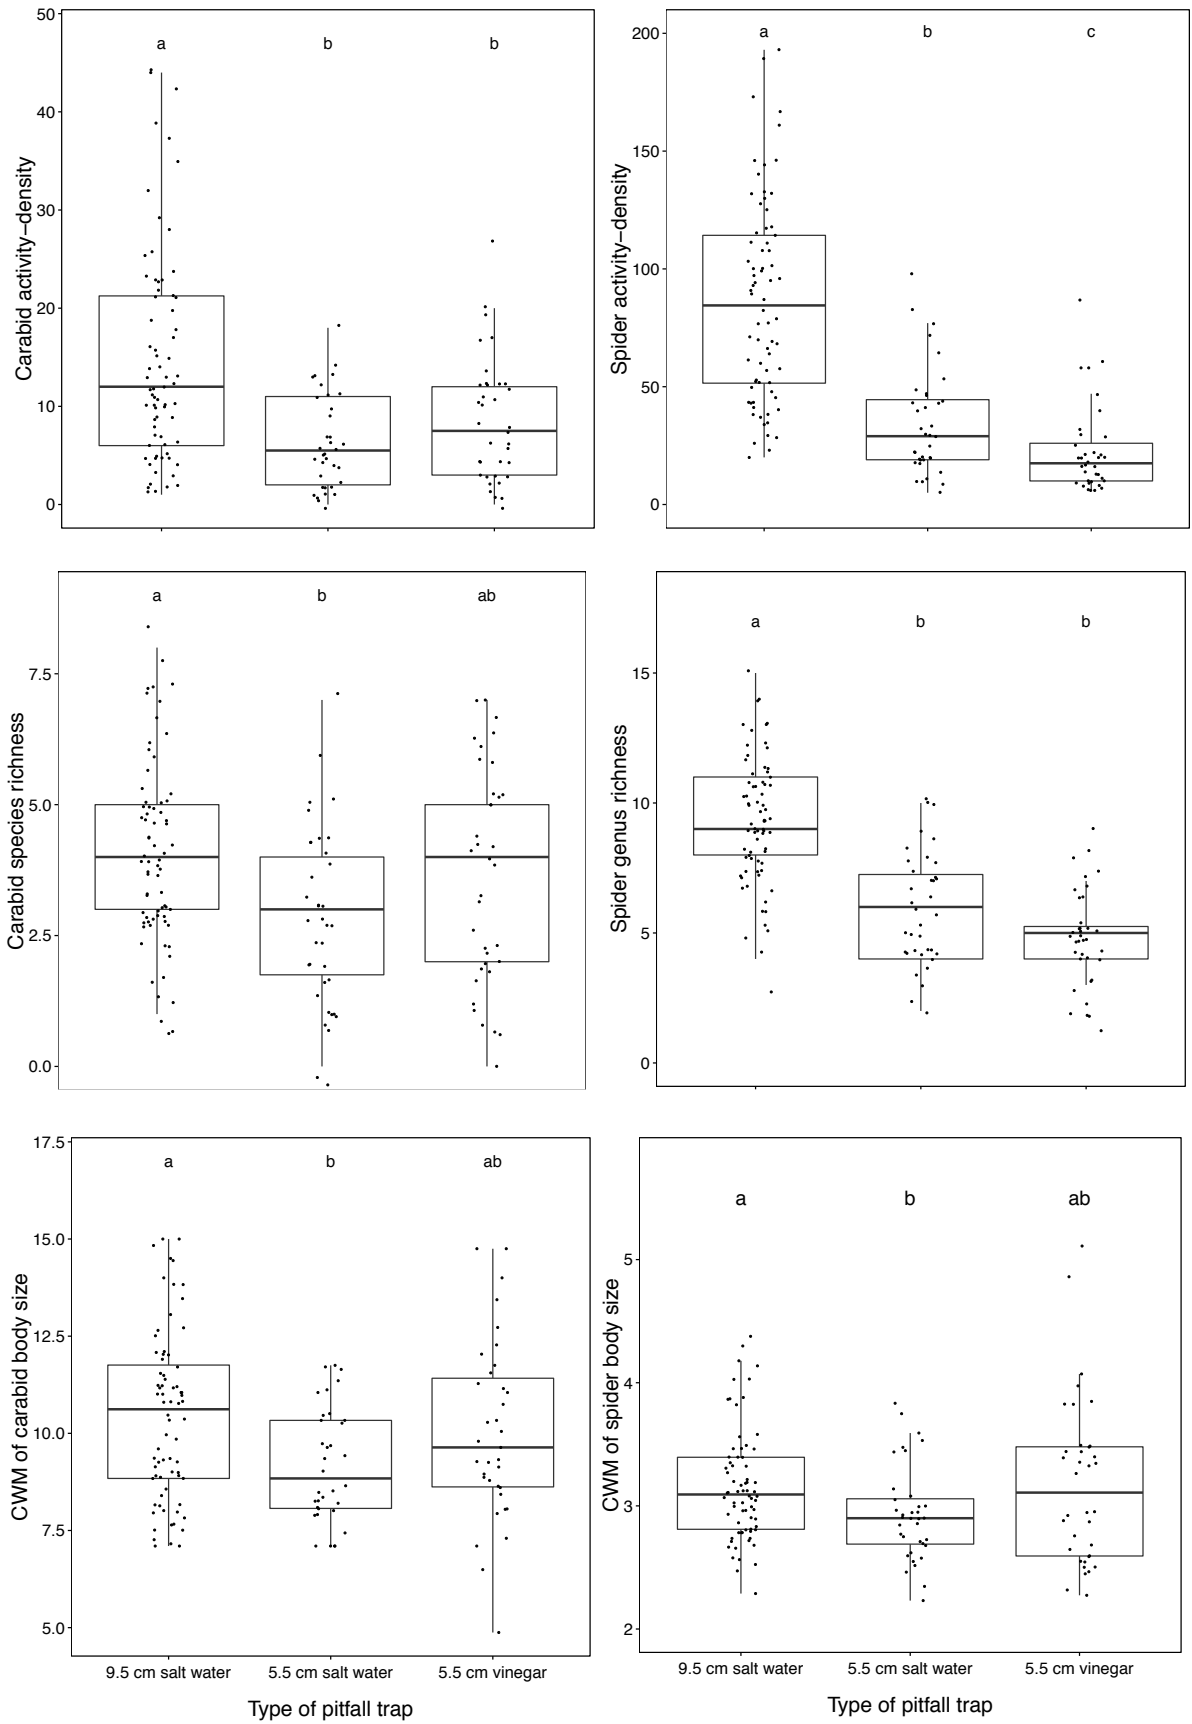 Carabid activity–density
50
40
30
20
10
0
a b b
Spider activity–density
200
150
100
50
0
a b c
Carabid species richness
7.5
5.0
2.5
0.0
a b ab
Spider genus richness
15
10
5
0
a b b
CWM of carabid body size
17.5
15.0
12.5
10.0
7.5
5.0
a b ab
9.5 cm salt water 5.5 cm salt water 5.5 cm vinegar
Type of pitfall trap
CWM of spider body size
5
4
3
2
a b ab
9.5 cm salt water 5.5 cm salt water 5.5 cm vinegar
Type of pitfall trap